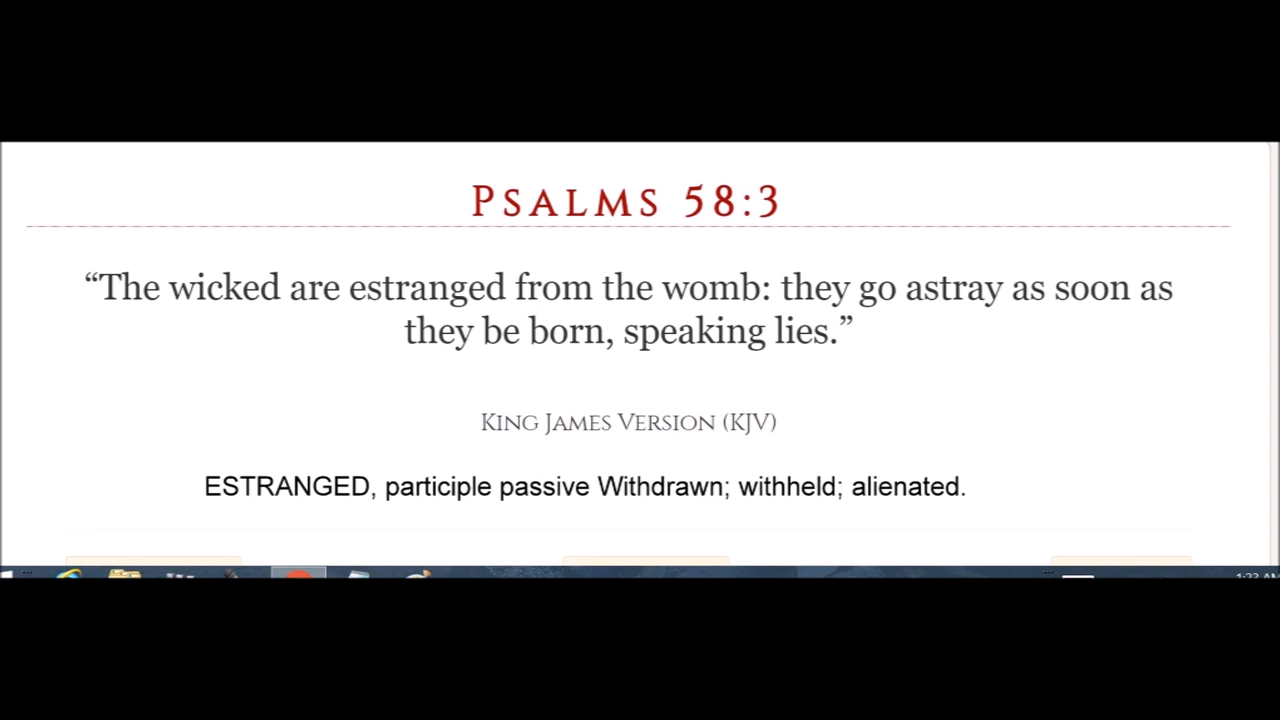 Psalms 58:3
“The wicked are estranged from the womb: they go astray as soon as
they be born, speaking lies.”
King James Version (KJV)
ESTRANGED, participle passive Withdrawn; withheld; alienated.